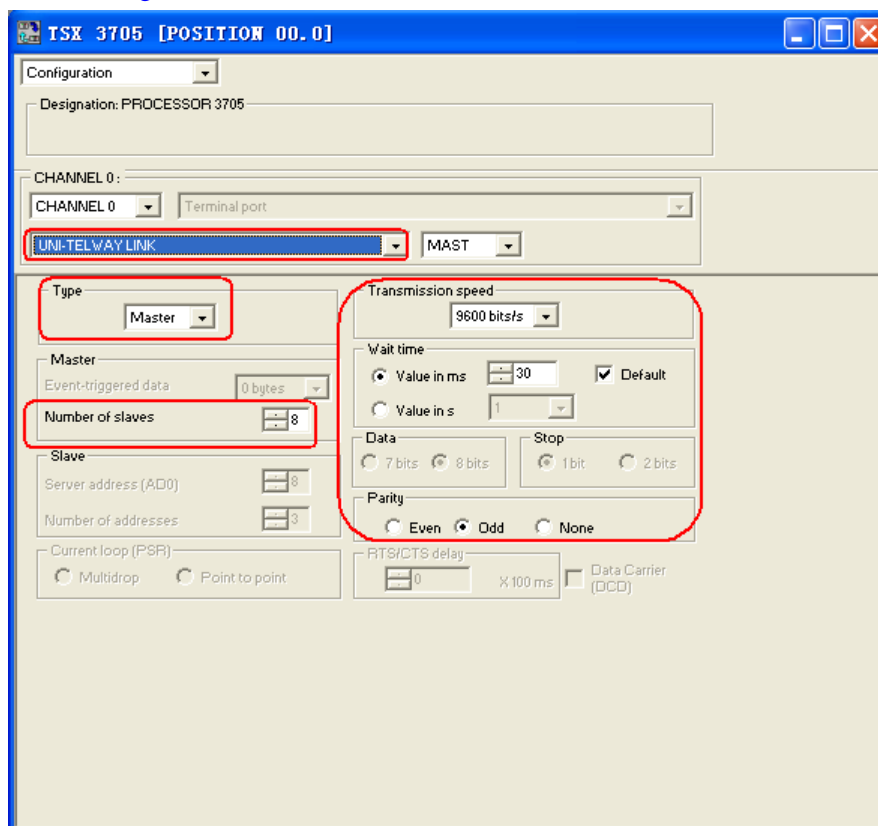 TSX 3705 [POSITION 00.0]
Configuration
Designation: PROCESSOR 3705
CHANNEL 0 :
CHANNEL 0 Terminal port
UNI-TELWAY LINK MAST
Type
Master
Transmission speed
9600 bits/s
Master
Event-triggered data 0 bytes
Number of slaves 8
Wait time
Value in ms 30 Default
Value in s 1
Slave
Server address (AD0) 8
Number of addresses 3
Data
7 bits 8 bits
Stop
1 bit 2 bits
Parity
Even Odd None
Current loop (PSR)
Multidrop Point to point
RTS/CTS delay
0 X 100 ms
Data Carrier
(DCD)